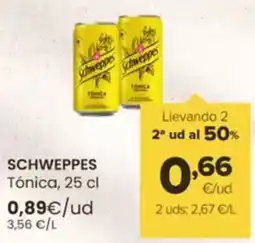 Schweppes
TÓNICA
Schweppes
TÓNICA
Llevando 2
2ª ud al 50%
0,66
€/ud
2 uds: 2,67 €/L
SCHWEPPES
Tónica, 25 cl
0,89€/ud
3,56 €/L